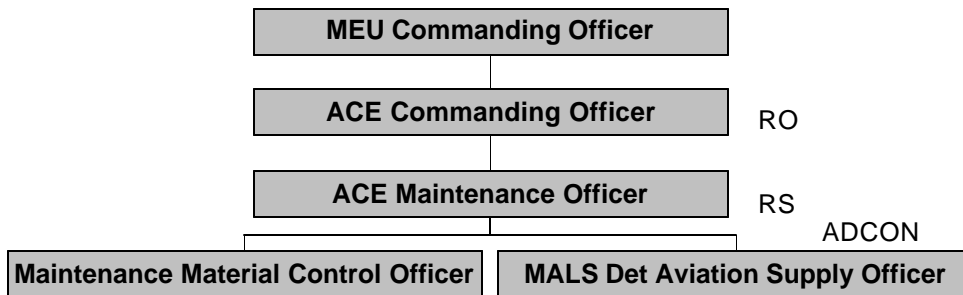 MEU Commanding Officer
ACE Commanding Officer
RO
ACE Maintenance Officer
RS
ADCON
Maintenance Material Control Officer
MALS Det Aviation Supply Officer